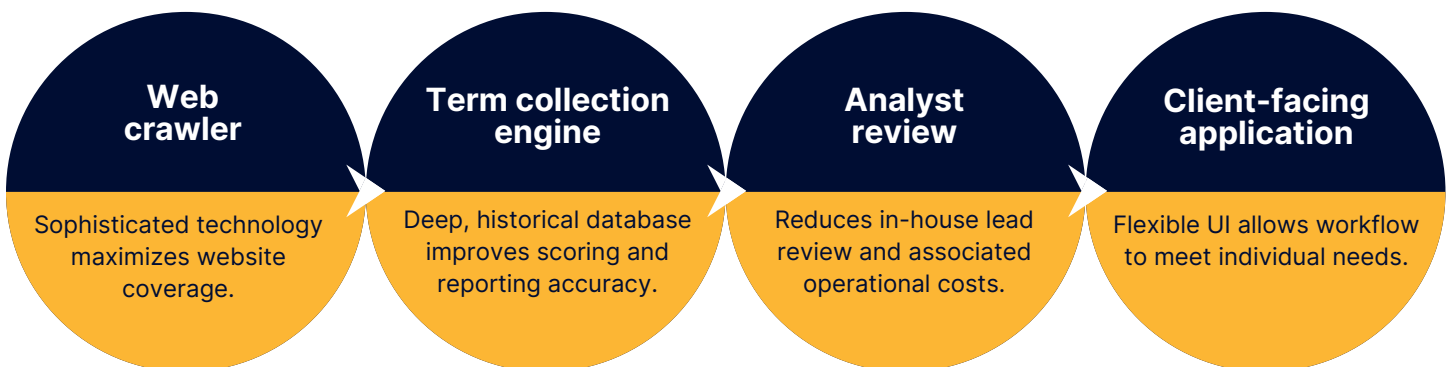 Web
crawler
Sophisticated technology
maximizes website
coverage.
Term collection
engine
Deep, historical database
improves scoring and
reporting accuracy.
Analyst
review
Reduces in-house lead
review and associated
operational costs.
Client-facing
application
Flexible UI allows workflow
to meet individual needs.